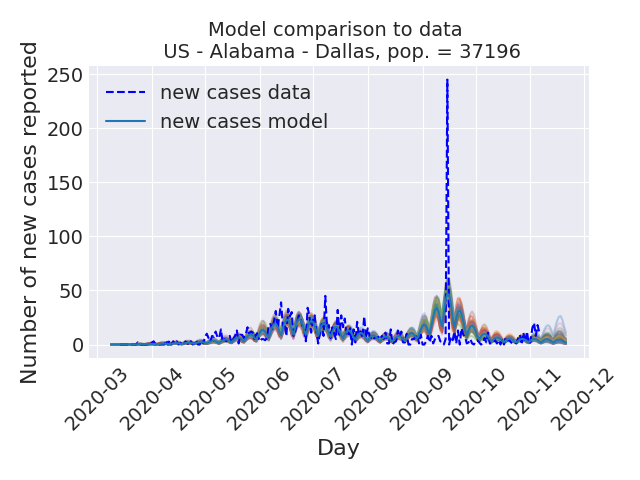 Model comparison to data
US - Alabama - Dallas, pop. = 37196
Number of new cases reported
250
200
150
100
50
0
new cases data
new cases model
2020-03
2020-04
2020-05
2020-06
2020-07
2020-08
2020-09
2020-10
2020-11
2020-12
Day